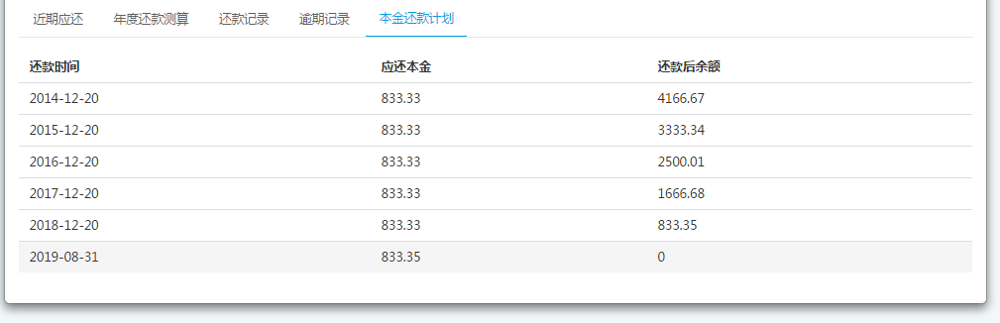 近期应还 年度还款测算 还款记录 逾期记录 本金还款计划
还款时间 应还本金 还款后余额
2014-12-20 833.33 4166.67
2015-12-20 833.33 3333.34
2016-12-20 833.33 2500.01
2017-12-20 833.33 1666.68
2018-12-20 833.33 833.35
2019-08-31 833.35 0